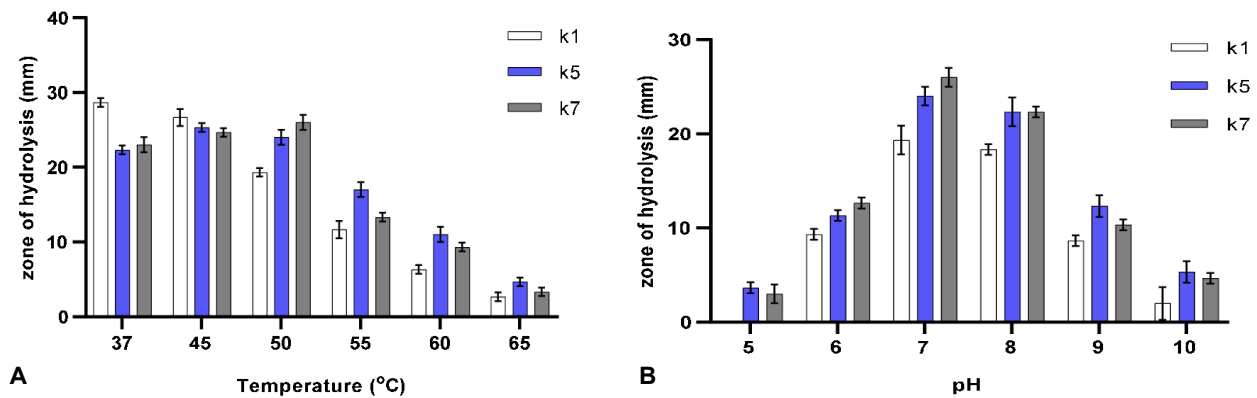 zone of hydrolysis (mm)
40
30
20
10
0
37 45 50 55 60 65
Temperature (°C)
k1
k5
k7
A
zone of hydrolysis (mm)
30
20
10
0
5 6 7 8 9 10
pH
k1
k5
k7
B